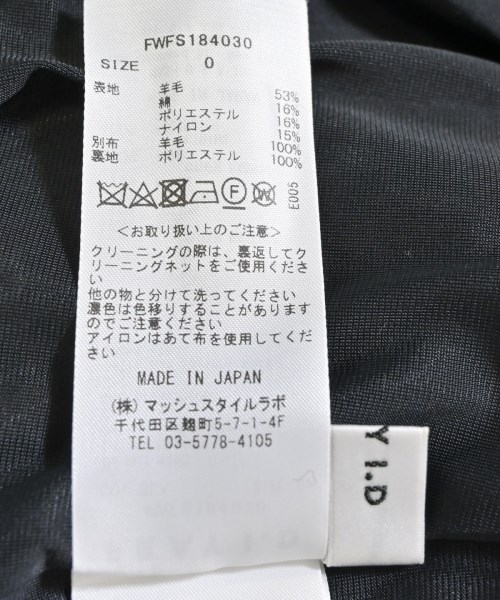 FWFS184030
SIZE 0
表地 羊毛 53%
綿 16%
ポリエステル 16%
ナイロン 15%
別布 羊毛 100%
裏地 ポリエステル 100%
F W E005
<お取り扱い上のご注意>
クリーニングの際は、裏返してク
リーニングネットをご使用くださ
い
他の物と分けて洗ってください
濃色は色移りすることがあります
のでご注意ください
アイロンはあて布を使用してくだ
さい
MADE IN JAPAN
(株) マッシュスタイルラボ
千代田区麹町5-7-1-4F
TEL 03-5778-4105
Y I.D